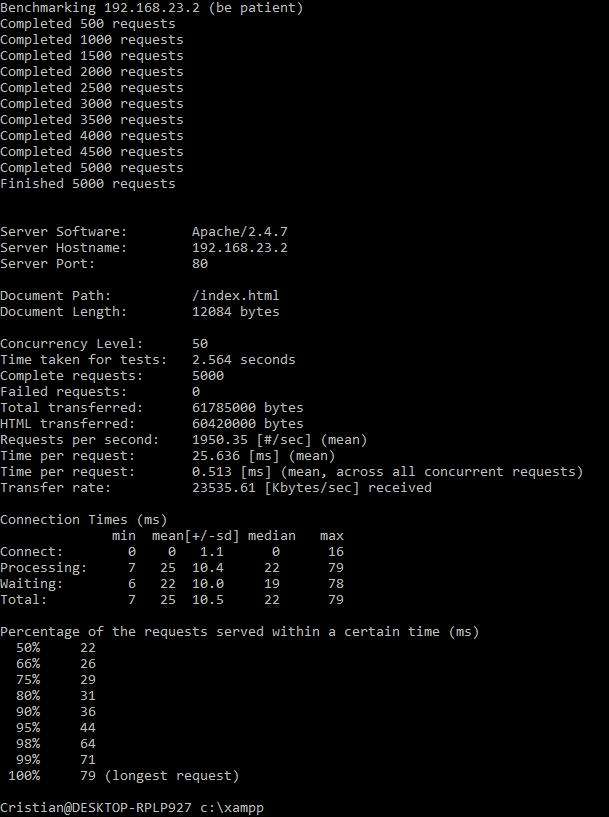 Benchmarking 192.168.23.2 (be patient)
Completed 500 requests
Completed 1000 requests
Completed 1500 requests
Completed 2000 requests
Completed 2500 requests
Completed 3000 requests
Completed 3500 requests
Completed 4000 requests
Completed 4500 requests
Completed 5000 requests
Finished 5000 requests
Server Software:        Apache/2.4.7
Server Hostname:        192.168.23.2
Server Port:            80
Document Path:          /index.html
Document Length:        12084 bytes
Concurrency Level:      50
Time taken for tests:   2.564 seconds
Complete requests:      5000
Failed requests:        0
Total transferred:      61785000 bytes
HTML transferred:       60420000 bytes
Requests per second:    1950.35 [#/sec] (mean)
Time per request:       25.636 [ms] (mean)
Time per request:       0.513 [ms] (mean, across all concurrent requests)
Transfer rate:          23535.61 [Kbytes/sec] received
Connection Times (ms)
              min  mean[+/-sd] median   max
Connect:        0    0   1.1      0      16
Processing:     7   25  10.4     22      79
Waiting:        6   22  10.0     19      78
Total:          7   25  10.5     22      79
Percentage of the requests served within a certain time (ms)
  50%     22
  66%     26
  75%     29
  80%     31
  90%     36
  95%     44
  98%     64
  99%     71
 100%     79 (longest request)
Cristian@DESKTOP-RPLP927 c:\xampp